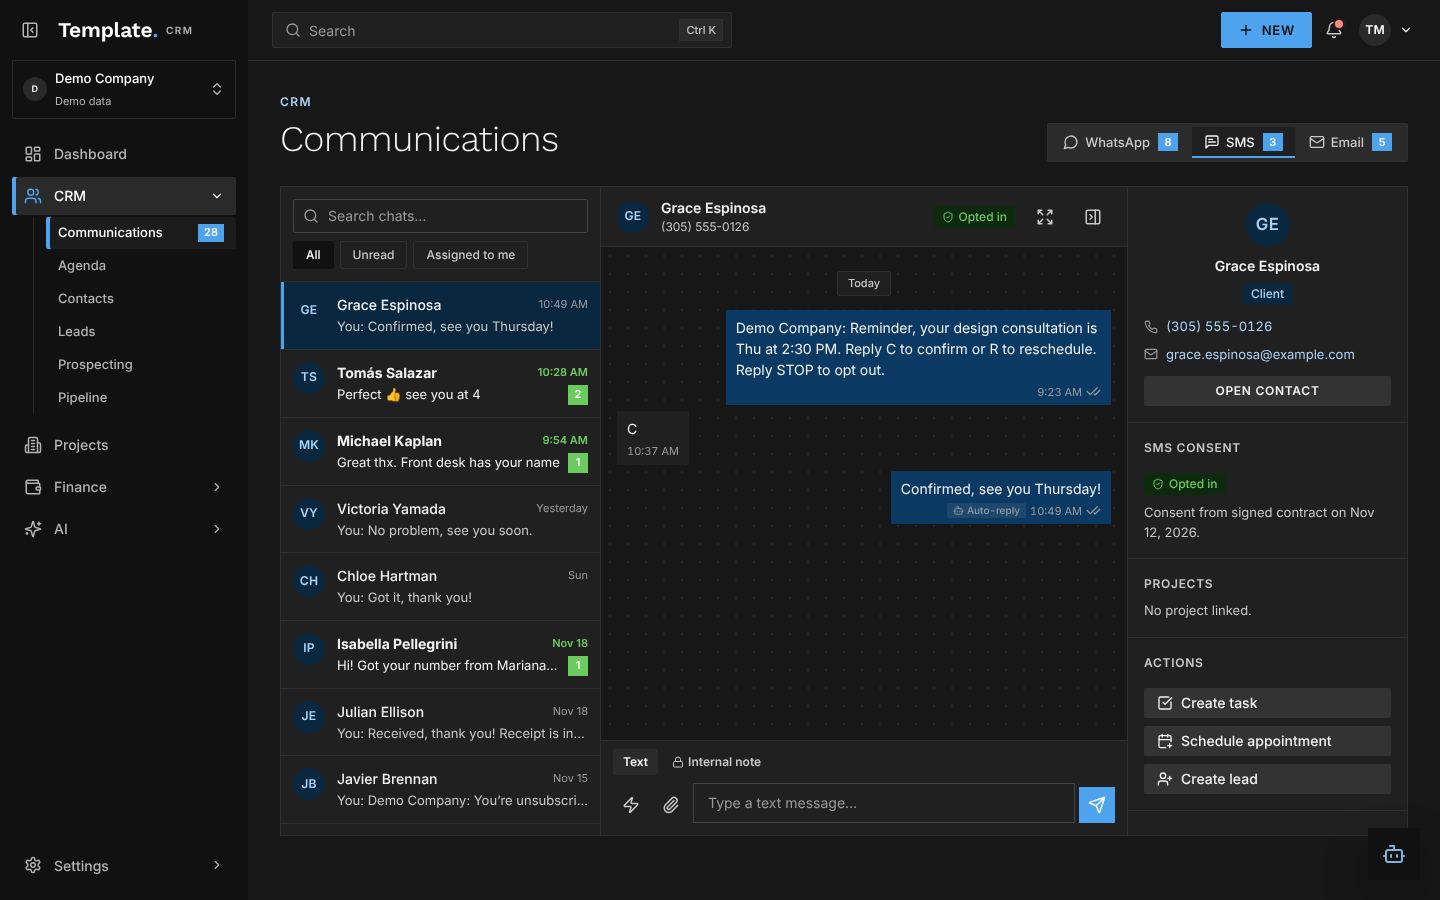 Template. CRM
Search
Ctrl K
NEW
TM
D
Demo Company
Demo data
Dashboard
CRM
Communications 28
Agenda
Contacts
Leads
Prospecting
Pipeline
Projects
Finance
AI
Settings
CRM
Communications
WhatsApp 8
SMS 3
Email 5
Search chats...
All
Unread
Assigned to me
GE
Grace Espinosa 10:49 AM
You: Confirmed, see you Thursday!
TS
Tomás Salazar 10:28 AM
Perfect 👍 see you at 4 2
MK
Michael Kaplan 9:54 AM
Great thx. Front desk has your name 1
VY
Victoria Yamada Yesterday
You: No problem, see you soon.
CH
Chloe Hartman Sun
You: Got it, thank you!
IP
Isabella Pellegrini Nov 18
Hi! Got your number from Mariana... 1
JE
Julian Ellison Nov 18
You: Received, thank you! Receipt is in...
JB
Javier Brennan Nov 15
You: Demo Company: You're unsubscri...
GE
Grace Espinosa
(305) 555-0126
Opted in
Today
Demo Company: Reminder, your design consultation is
Thu at 2:30 PM. Reply C to confirm or R to reschedule.
Reply STOP to opt out.
9:23 AM
C
10:37 AM
Confirmed, see you Thursday!
Auto-reply 10:49 AM
Text
Internal note
Type a text message...
GE
Grace Espinosa
Client
(305) 555-0126
grace.espinosa@example.com
OPEN CONTACT
SMS CONSENT
Opted in
Consent from signed contract on Nov
12, 2026.
PROJECTS
No project linked.
ACTIONS
Create task
Schedule appointment
Create lead